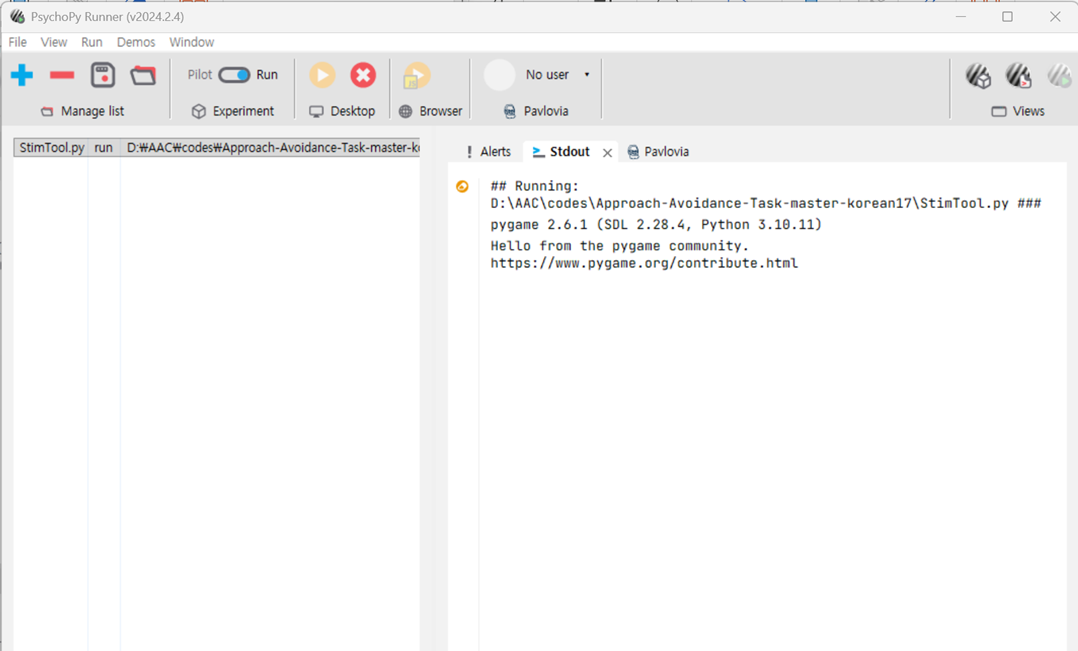 PsychoPy Runner (v2024.2.4)
File View Run Demos Window
Pilot Run No user
Manage list Experiment Desktop Browser Pavlovia Views
StimTool.py run D:₩AAC₩codes₩Approach-Avoidance-Task-master-ko
Alerts Stdout Pavlovia
## Running:
D:\AAC\codes\Approach-Avoidance-Task-master-korean17\StimTool.py ###
pygame 2.6.1 (SDL 2.28.4, Python 3.10.11)
Hello from the pygame community.
https://www.pygame.org/contribute.html